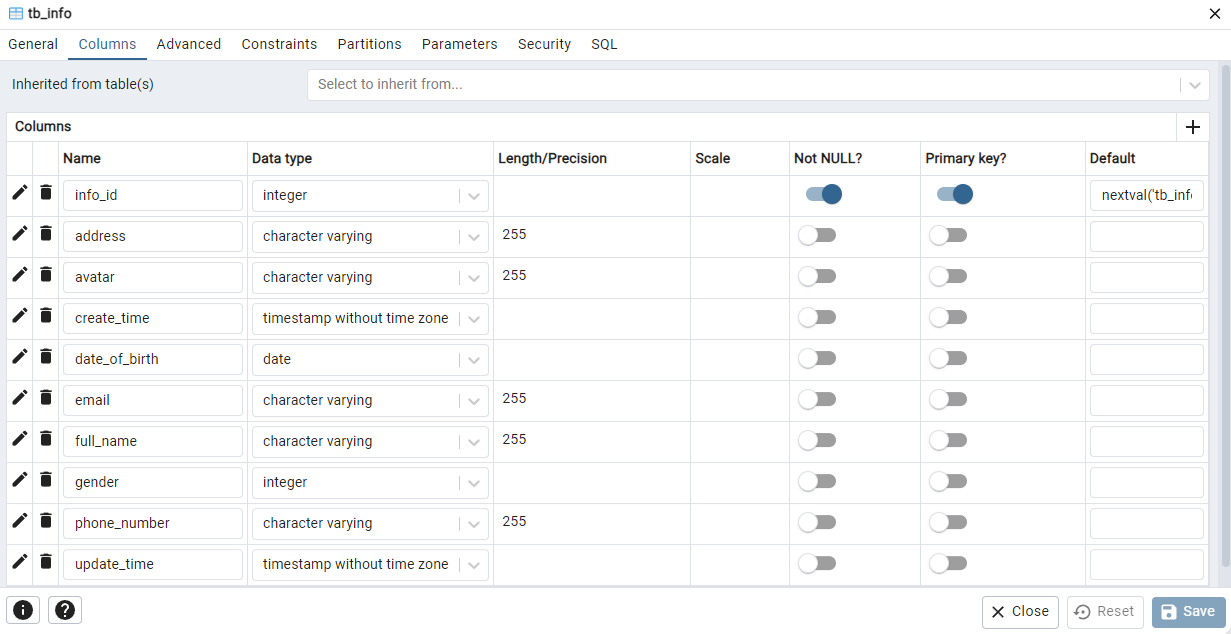 tb_info
General Columns Advanced Constraints Partitions Parameters Security SQL
Inherited from table(s) Select to inherit from...
Columns
Name Data type Length/Precision Scale Not NULL? Primary key? Default
info_id integer nextval('tb_inf
address character varying 255
avatar character varying 255
create_time timestamp without time zone
date_of_birth date
email character varying 255
full_name character varying 255
gender integer
phone_number character varying 255
update_time timestamp without time zone
Close Reset Save